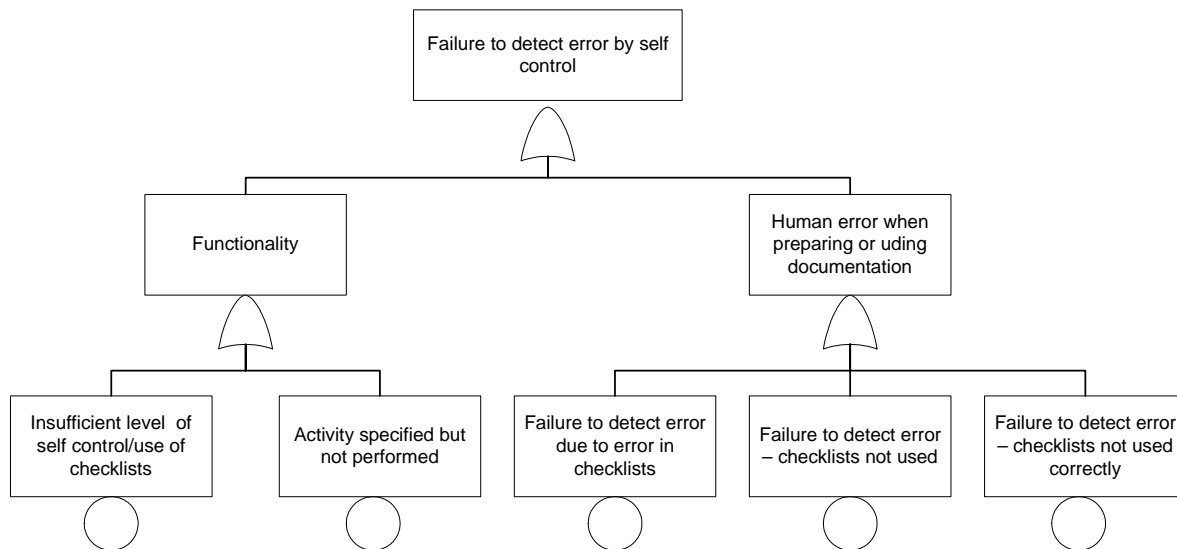 Failure to detect error by self
control
Functionality
Human error when
preparing or uding
documentation
Insufficient level of
self control/use of
checklists
Activity specified but
not performed
Failure to detect error
due to error in
checklists
Failure to detect error
– checklists not used
Failure to detect error
– checklists not used
correctly